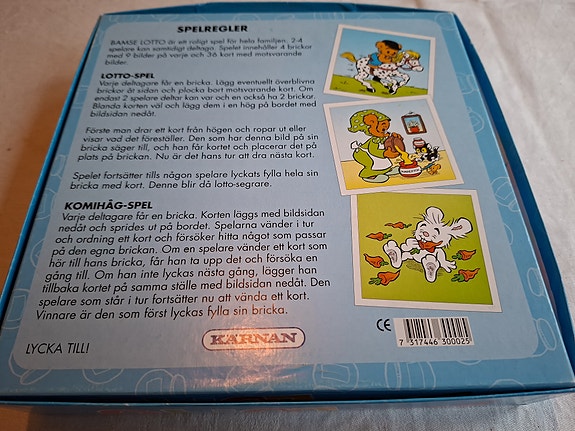 SPELREGLER
BAMSE LOTTO är ett roligt spel för hela familjen. 2-4
spelare kan samtidigt deltaga. Spelet innehåller 4 brickor
med 9 bilder på varje och 36 kort med motsvarande
bilder.
LOTTO-SPEL
Varje deltagare får en bricka. Lägg eventuellt överblivna
brickor åt sidan och plocka bort motsvarande kort. Om
endast 2 spelare deltar kan var och en också ha 2 brickor.
Blanda korten väl och lägg dem i en hög på bordet med
bildsidan nedåt.
Förste man drar ett kort från högen och ropar ut eller
visar vad det föreställer. Den som har denna bild på sin
bricka säger till, och han får kortet och placerar det på
plats på brickan. Nu är det hans tur att dra nästa kort.
Spelet fortsätter tills någon spelare lyckats fylla hela sin
bricka med kort. Denne blir då lotto-segrare.
KOMIHÅG-SPEL
Varje deltagare får en bricka. Korten läggs med bildsidan
nedåt och sprides ut på bordet. Spelarna vänder i tur
och ordning ett kort och försöker hitta något som passar
på den egna brickan. Om en spelare vänder ett kort som
hör till hans bricka, får han ta upp det och försöka en
gång till. Om han inte lyckas nästa gång, lägger han
tillbaka kortet på samma ställe med bildsidan nedåt. Den
spelare som står i tur fortsätter nu att vända ett kort.
Vinnare är den som först lyckas fylla sin bricka.
LYCKA TILL!
KÄRNAN
CE
7 317446 300025